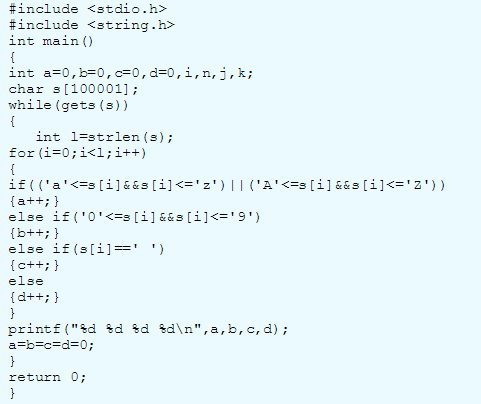 #include <stdio.h>
#include <string.h>
int main()
{
int a=0,b=0,c=0,d=0,i,n,j,k;
char s[100001];
while(gets(s))
{
   int l=strlen(s);
for(i=0;i<l;i++)
{
if(('a'<=s[i]&&s[i]<='z')||('A'<=s[i]&&s[i]<='Z'))
{a++;}
else if('0'<=s[i]&&s[i]<='9')
{b++;}
else if(s[i]==' ')
{c++;}
else
{d++;}
}
printf("%d %d %d %d\n",a,b,c,d);
a=b=c=d=0;
}
return 0;
}